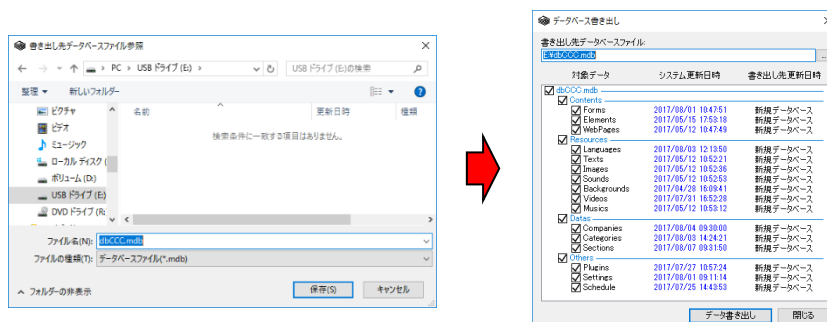 書き出し先データベースファイル参照
PC > USB ドライブ (E:) >
USB ドライブ (E:)の検索
整理 新しいフォルダー
名前 更新日時 種類
検索条件に一致する項目はありません。
ピクチャ
ビデオ
ミュージック
ローカル ディスク (
ボリューム (D:)
USB ドライブ (E:)
DVD ドライブ (R:
ファイル名(N): dbCCC.mdb
ファイルの種類(T): データベースファイル(*.mdb)
フォルダーの非表示
保存(S) キャンセル
データベース書き出し
書き出し先データベースファイル:
E:¥dbCCC.mdb
...
対象データ システム更新日時 書き出し先更新日時
dbCCC.mdb
Contents
Forms 2017/08/01 10:47:51 新規データベース
Elements 2017/05/15 17:53:18 新規データベース
WebPages 2017/05/12 10:47:49 新規データベース
Resources
Languages 2017/08/03 12:13:50 新規データベース
Texts 2017/05/12 10:52:21 新規データベース
Images 2017/05/12 10:52:36 新規データベース
Sounds 2017/05/12 10:52:53 新規データベース
Backgrounds 2017/04/28 16:09:41 新規データベース
Videos 2017/07/31 16:52:28 新規データベース
Musics 2017/05/12 10:53:12 新規データベース
Datas
Companies 2017/08/04 09:30:00 新規データベース
Categories 2017/08/03 14:24:21 新規データベース
Sections 2017/08/07 09:31:50 新規データベース
Others
Plugins 2017/07/27 10:57:24 新規データベース
Settings 2017/08/01 09:11:14 新規データベース
Schedule 2017/07/25 14:43:53 新規データベース
データ書き出し 閉じる